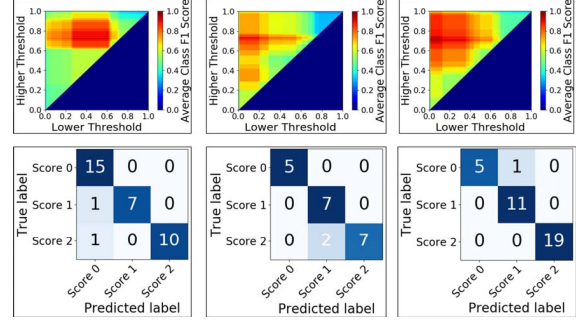 Higher Threshold
1.0
0.8
0.6
0.4
0.2
0.0
0.0 0.2 0.4 0.6 0.8 1.0
Lower Threshold
1.0
0.8
0.6
0.4
0.2
0.0
Average Class F1 Score
Higher Threshold
1.0
0.8
0.6
0.4
0.2
0.0
0.0 0.2 0.4 0.6 0.8 1.0
Lower Threshold
1.0
0.8
0.6
0.4
0.2
0.0
Average Class F1 Score
Higher Threshold
1.0
0.8
0.6
0.4
0.2
0.0
0.0 0.2 0.4 0.6 0.8 1.0
Lower Threshold
1.0
0.8
0.6
0.4
0.2
0.0
Average Class F1 Score
True label
Score 0 15 0 0
Score 1 1 7 0
Score 2 1 0 10
Score 0 Score 1 Score 2
Predicted label
True label
Score 0 5 0 0
Score 1 0 7 0
Score 2 0 2 7
Score 0 Score 1 Score 2
Predicted label
True label
Score 0 5 1 0
Score 1 0 11 0
Score 2 0 0 19
Score 0 Score 1 Score 2
Predicted label